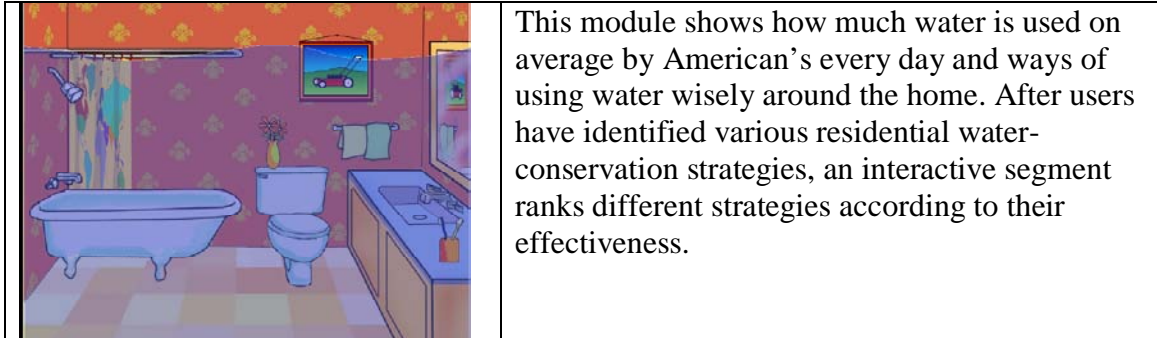 This module shows how much water is used on
average by American’s every day and ways of
using water wisely around the home. After users
have identified various residential water-
conservation strategies, an interactive segment
ranks different strategies according to their
effectiveness.